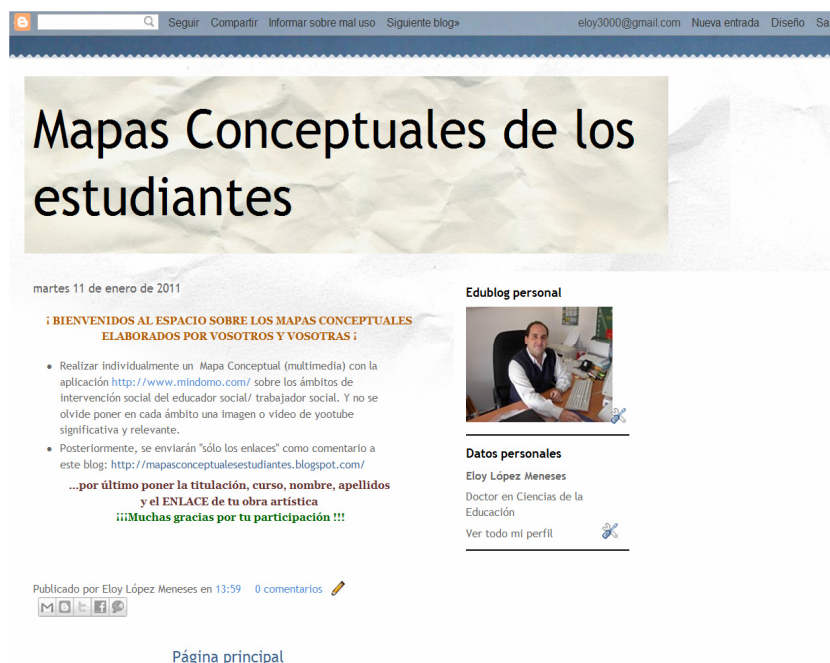 Seguir Compartir Informar sobre mal uso Siguiente blog» eloy3000@gmail.com Nueva entrada Diseño Sa
Mapas Conceptuales de los
estudiantes
martes 11 de enero de 2011
¡ BIENVENIDOS AL ESPACIO SOBRE LOS MAPAS CONCEPTUALES
ELABORADOS POR VOSOTROS Y VOSOTRAS ¡
Realizar individualmente un Mapa Conceptual (multimedia) con la
aplicación http://www.mindomo.com/ sobre los ámbitos de
intervención social del educador social/ trabajador social. Y no se
olvide poner en cada ámbito una imagen o video de yootube
significativa y relevante.
Posteriormente, se enviarán "sólo los enlaces" como comentario a
este blog: http://mapasconceptualesestudiantes.blogspot.com/
...por último poner la titulación, curso, nombre, apellidos
y el ENLACE de tu obra artística
¡¡¡Muchas gracias por tu participación !!!
Publicado por Eloy López Meneses en 13:59 0 comentarios
Página principal
Edublog personal
Datos personales
Eloy López Meneses
Doctor en Ciencias de la
Educación
Ver todo mi perfil